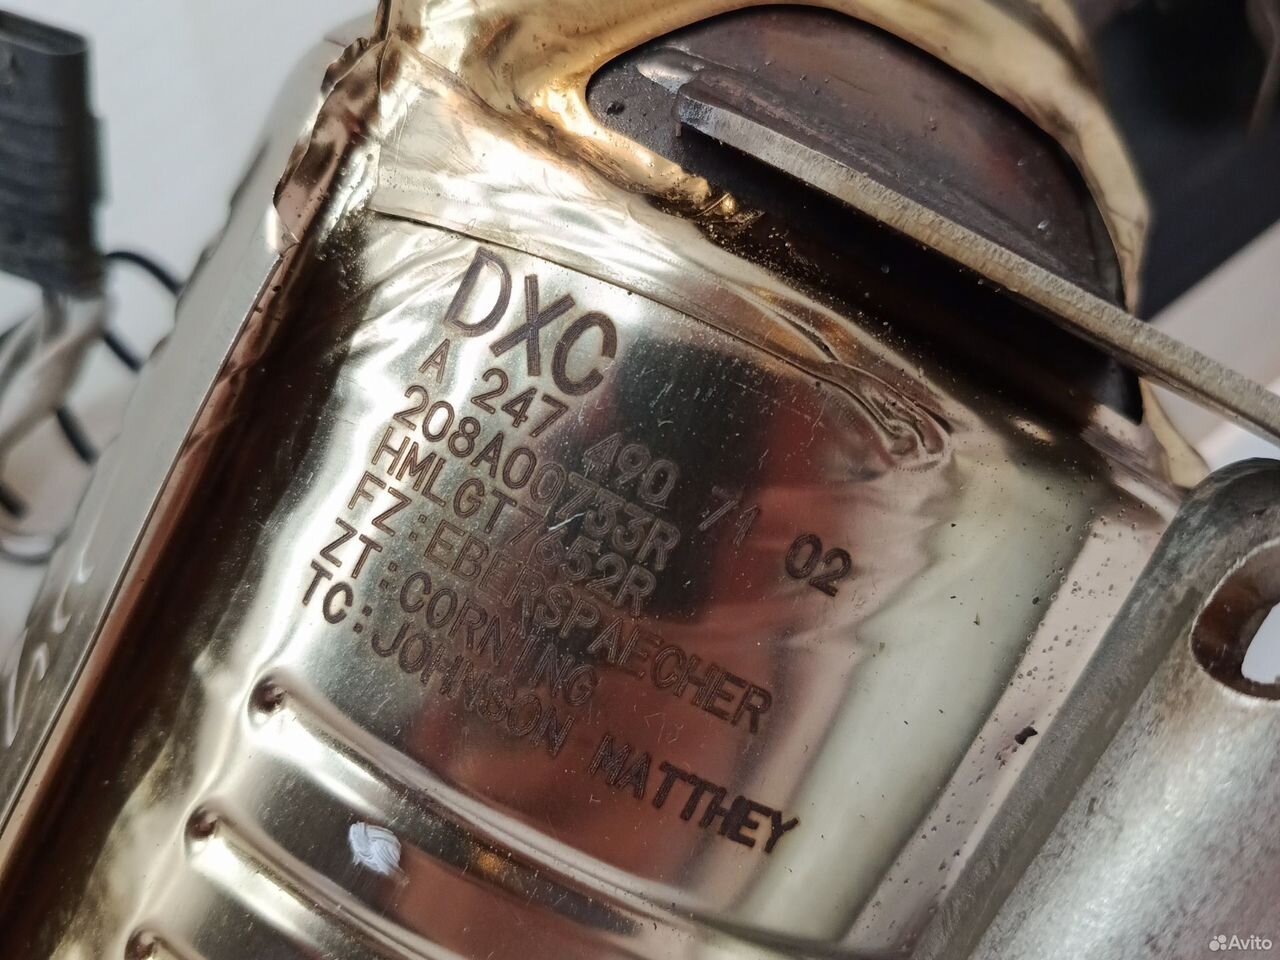 DXC
A 247 490 71 02
208A00733R
HMLGT7652R
FZ:EBERSPAECHER
ZT:CORNING
TC:JOHNSON MATTHEY
Avito